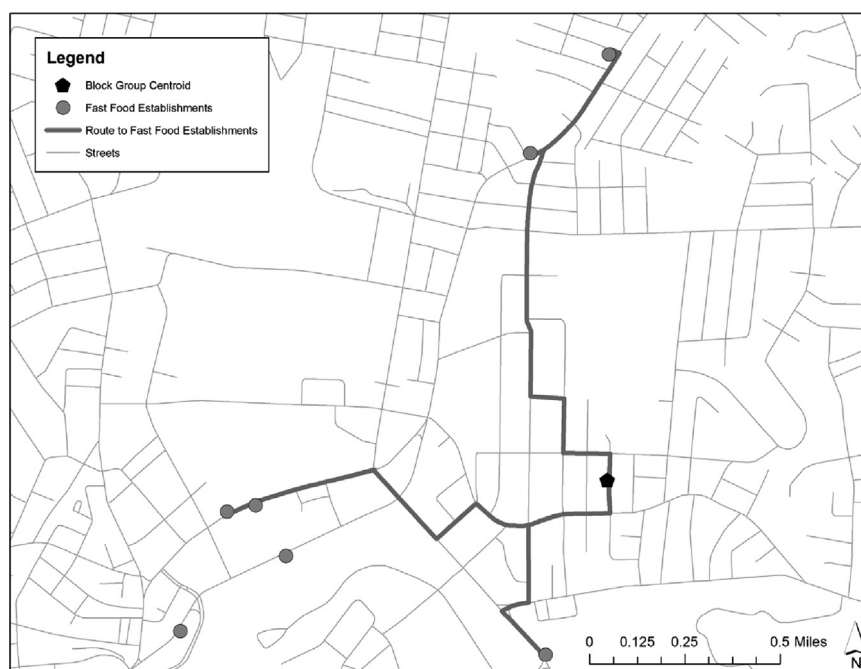 Legend
Block Group Centroid
Fast Food Establishments
Route to Fast Food Establishments
Streets
0 0.125 0.25 0.5 Miles
N